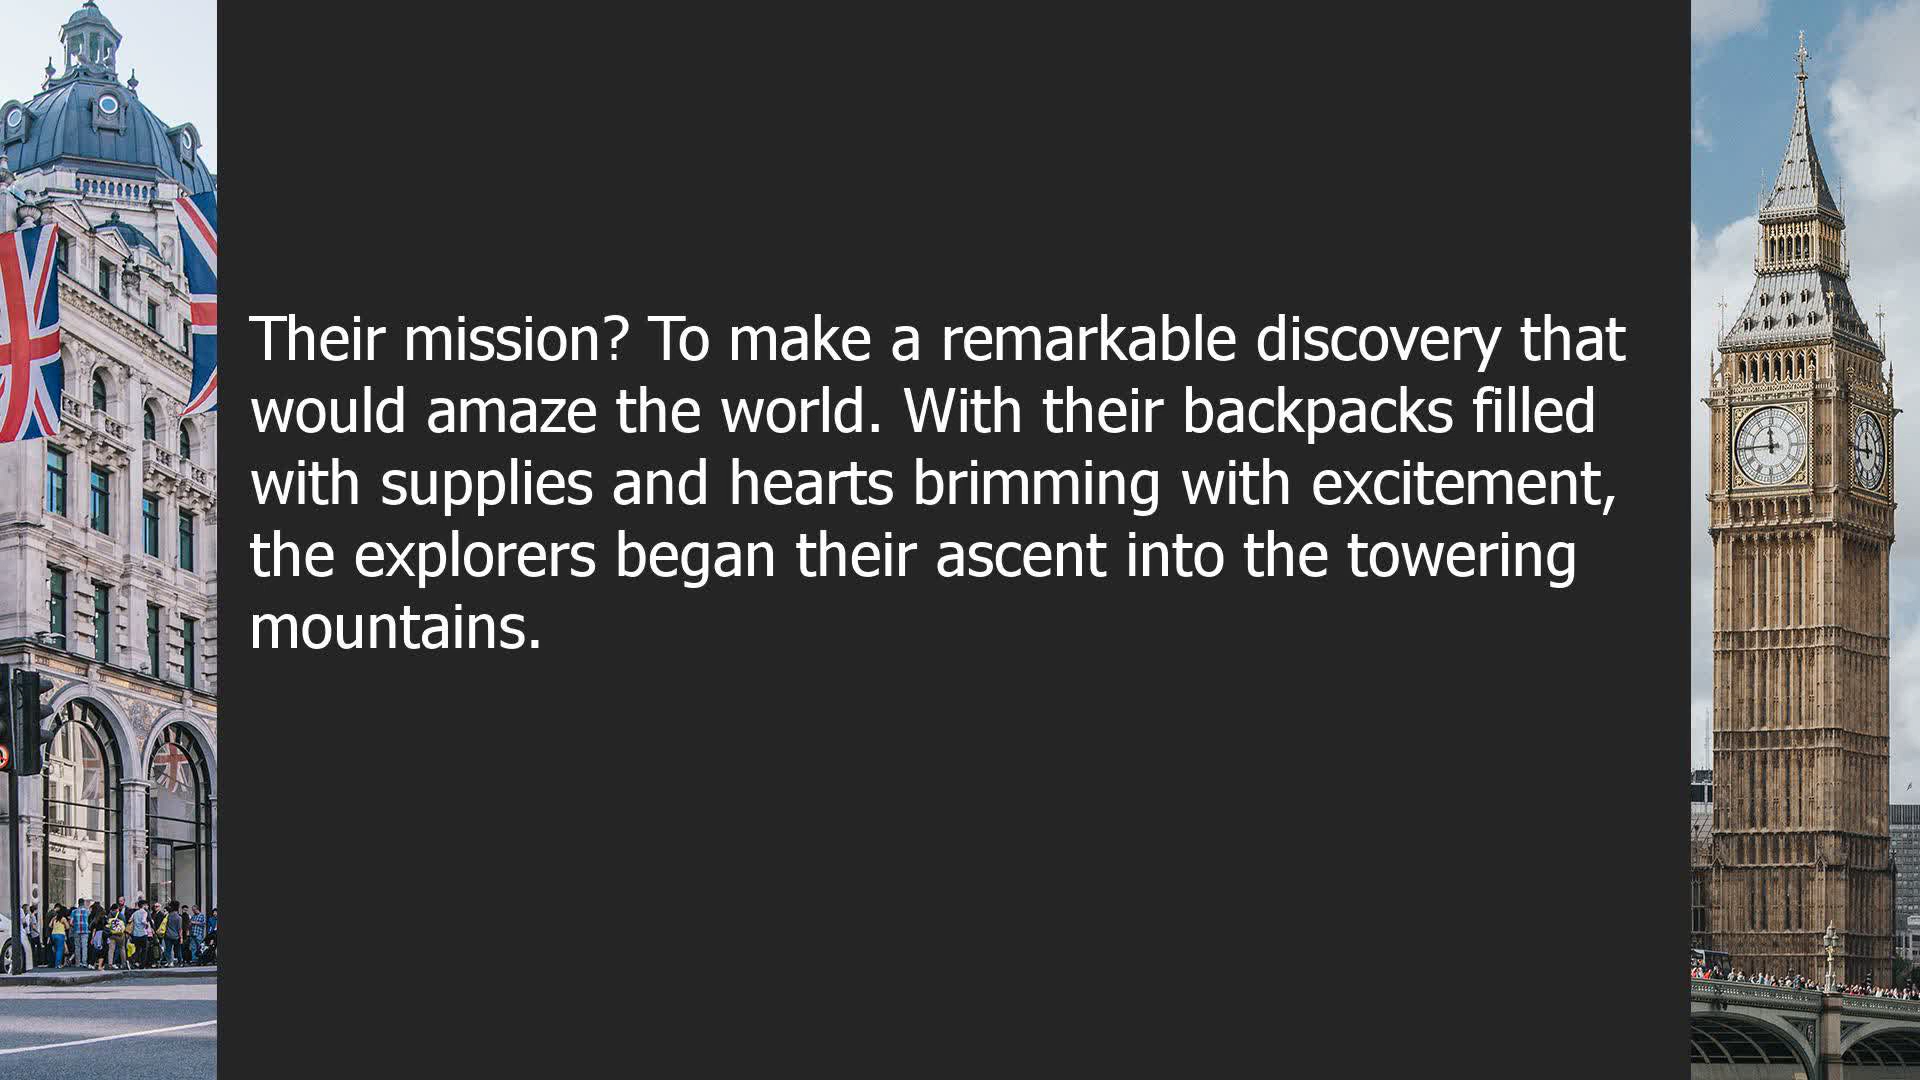 Their mission? To make a remarkable discovery that
would amaze the world. With their backpacks filled
with supplies and hearts brimming with excitement,
the explorers began their ascent into the towering
mountains.